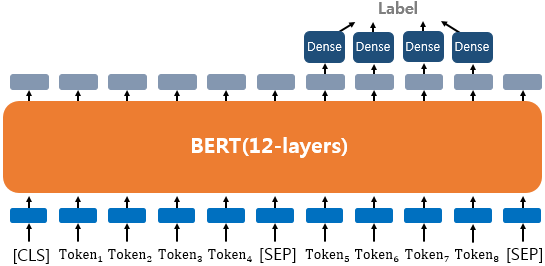 Label
Dense Dense Dense Dense
BERT(12-layers)
[CLS] Token₁ Token₂ Token₃ Token₄ [SEP] Token₅ Token₆ Token₇ Token₈ [SEP]